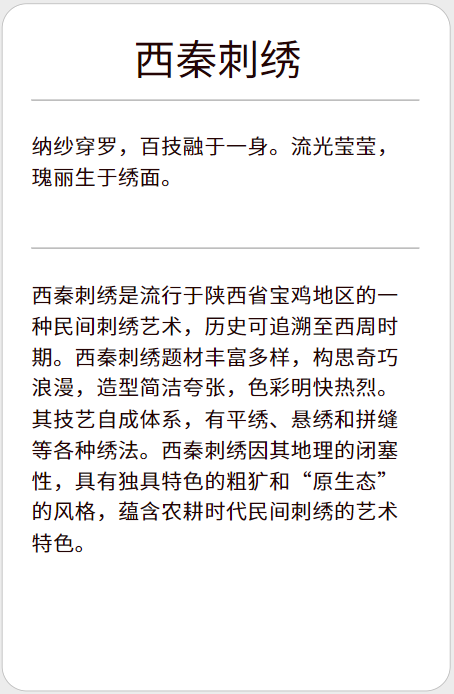 西秦刺绣
纳纱穿罗，百技融于一身。流光莹莹，
瑰丽生于绣面。
西秦刺绣是流行于陕西省宝鸡地区的一
种民间刺绣艺术，历史可追溯至西周时
期。西秦刺绣题材丰富多样，构思奇巧
浪漫，造型简洁夸张，色彩明快热烈。
其技艺自成体系，有平绣、悬绣和拼缝
等各种绣法。西秦刺绣因其地理的闭塞
性，具有独具特色的粗犷和“原生态”
的风格，蕴含农耕时代民间刺绣的艺术
特色。